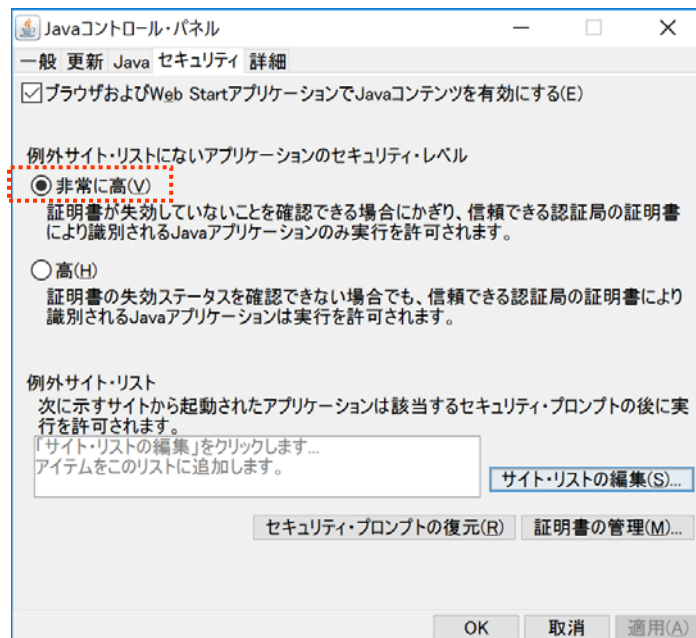 Javaコントロール・パネル
一般 更新 Java セキュリティ 詳細
ブラウザおよびWeb StartアプリケーションでJavaコンテンツを有効にする(E)
例外サイト・リストにないアプリケーションのセキュリティ・レベル
非常に高(V)
証明書が失効していないことを確認できる場合にかぎり、信頼できる認証局の証明書
により識別されるJavaアプリケーションのみ実行を許可されます。
高(H)
証明書の失効ステータスを確認できない場合でも、信頼できる認証局の証明書により
識別されるJavaアプリケーションは実行を許可されます。
例外サイト・リスト
次に示すサイトから起動されたアプリケーションは該当するセキュリティ・プロンプトの後に実
行を許可されます。
「サイト・リストの編集」をクリックします...
アイテムをこのリストに追加します。
サイト・リストの編集(S)...
セキュリティ・プロンプトの復元(R) 証明書の管理(M)...
OK 取消 適用(A)